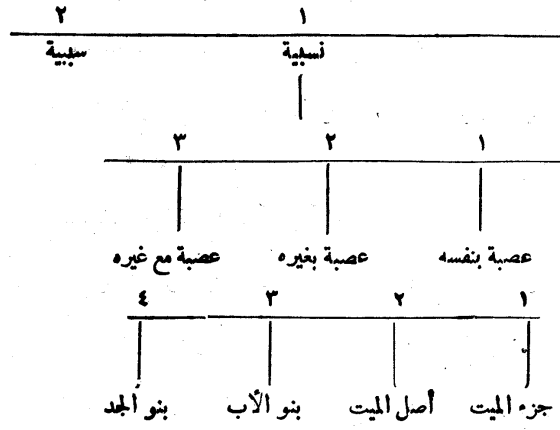 ١ ٢
نسبية سببية
١ ٢ ٣
عصبة بنفسه عصبة بغيره عصبة مع غيره
١ ٢ ٣ ٤
جزء الميت أصل الميت بنو الأب بنو الجد